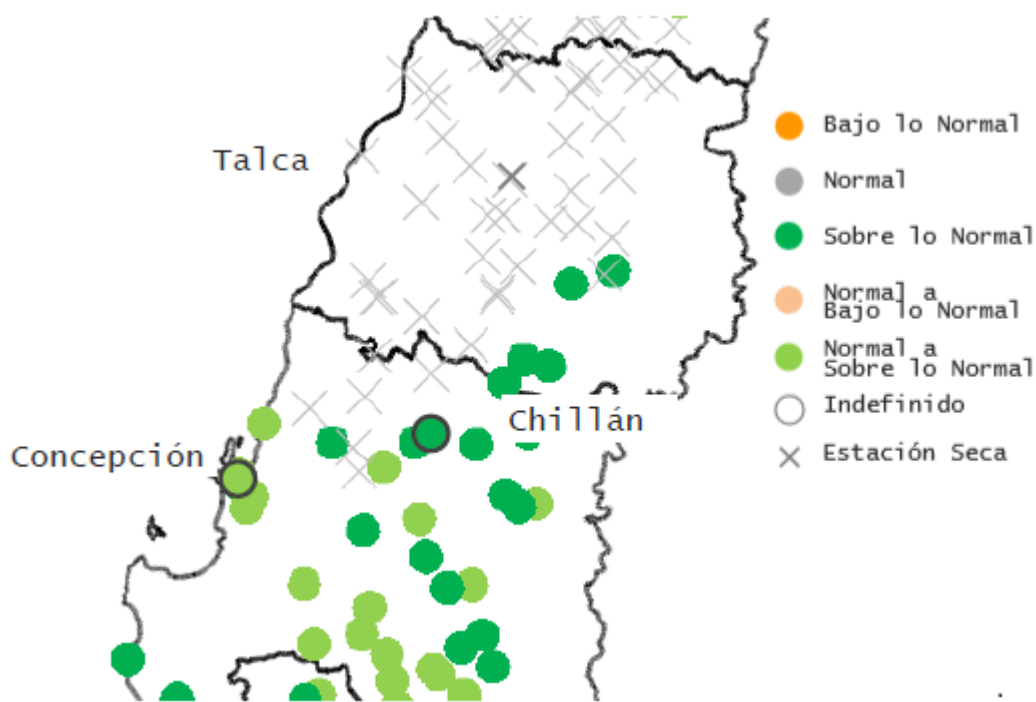 Talca
Chillán
Concepción
Bajo lo Normal
Normal
Sobre lo Normal
Normal a
Bajo lo Normal
Normal a
Sobre lo Normal
Indefinido
Estación Seca